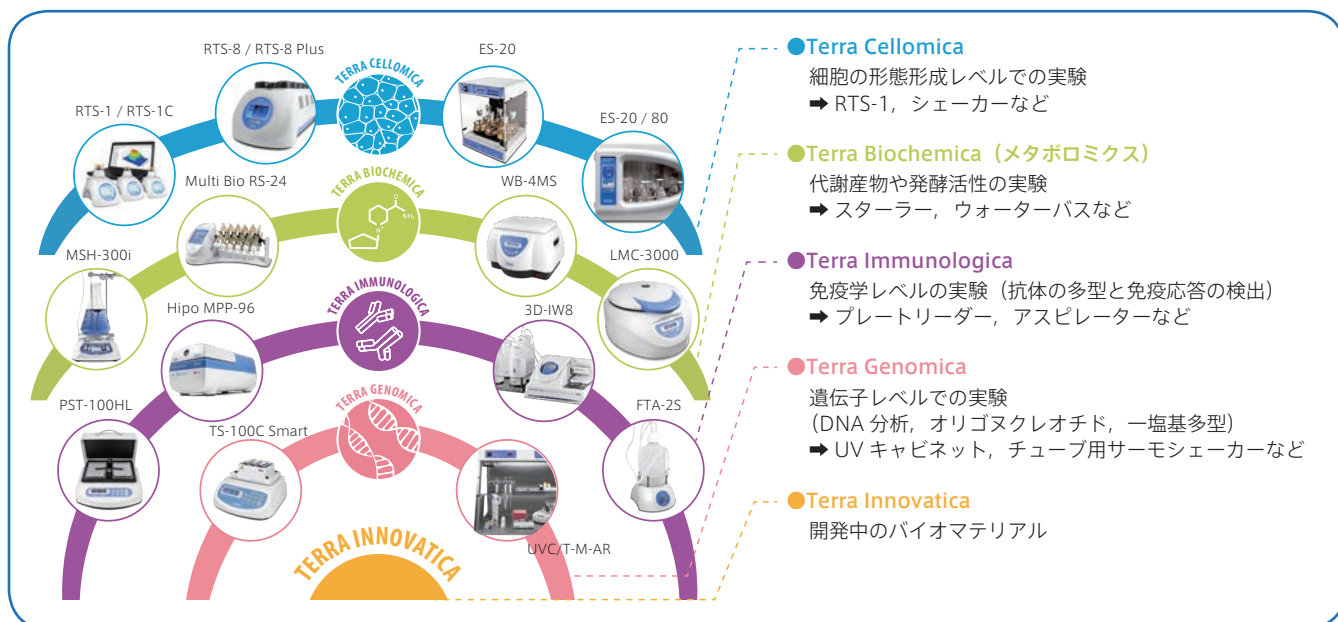 RTS-8 / RTS-8 Plus
TERRA CELLOMICA
ES-20
RTS-1 / RTS-1C
ES-20 / 80
Multi Bio RS-24
TERRA BIOCHEMICA
WB-4MS
NH₂
N⁺
MSH-300i
LMC-3000
Hipo MPP-96
TERRA IMMUNOLOGICA
3D-IW8
PST-100HL
TS-100C Smart
TERRA GENOMICA
FTA-2S
UVC/T-M-AR
TERRA INNOVATICA
●Terra Cellomica
細胞の形態形成レベルでの実験
➡ RTS-1，シェーカーなど
●Terra Biochemica（メタボロミクス）
代謝産物や発酵活性の実験
➡ スターラー，ウォーターバスなど
●Terra Immunologica
免疫学レベルの実験（抗体の多型と免疫応答の検出）
➡ プレートリーダー，アスピレーターなど
●Terra Genomica
遺伝子レベルでの実験
（DNA 分析，オリゴヌクレオチド，一塩基多型）
➡ UV キャビネット，チューブ用サーモシェーカーなど
●Terra Innovatica
開発中のバイオマテリアル